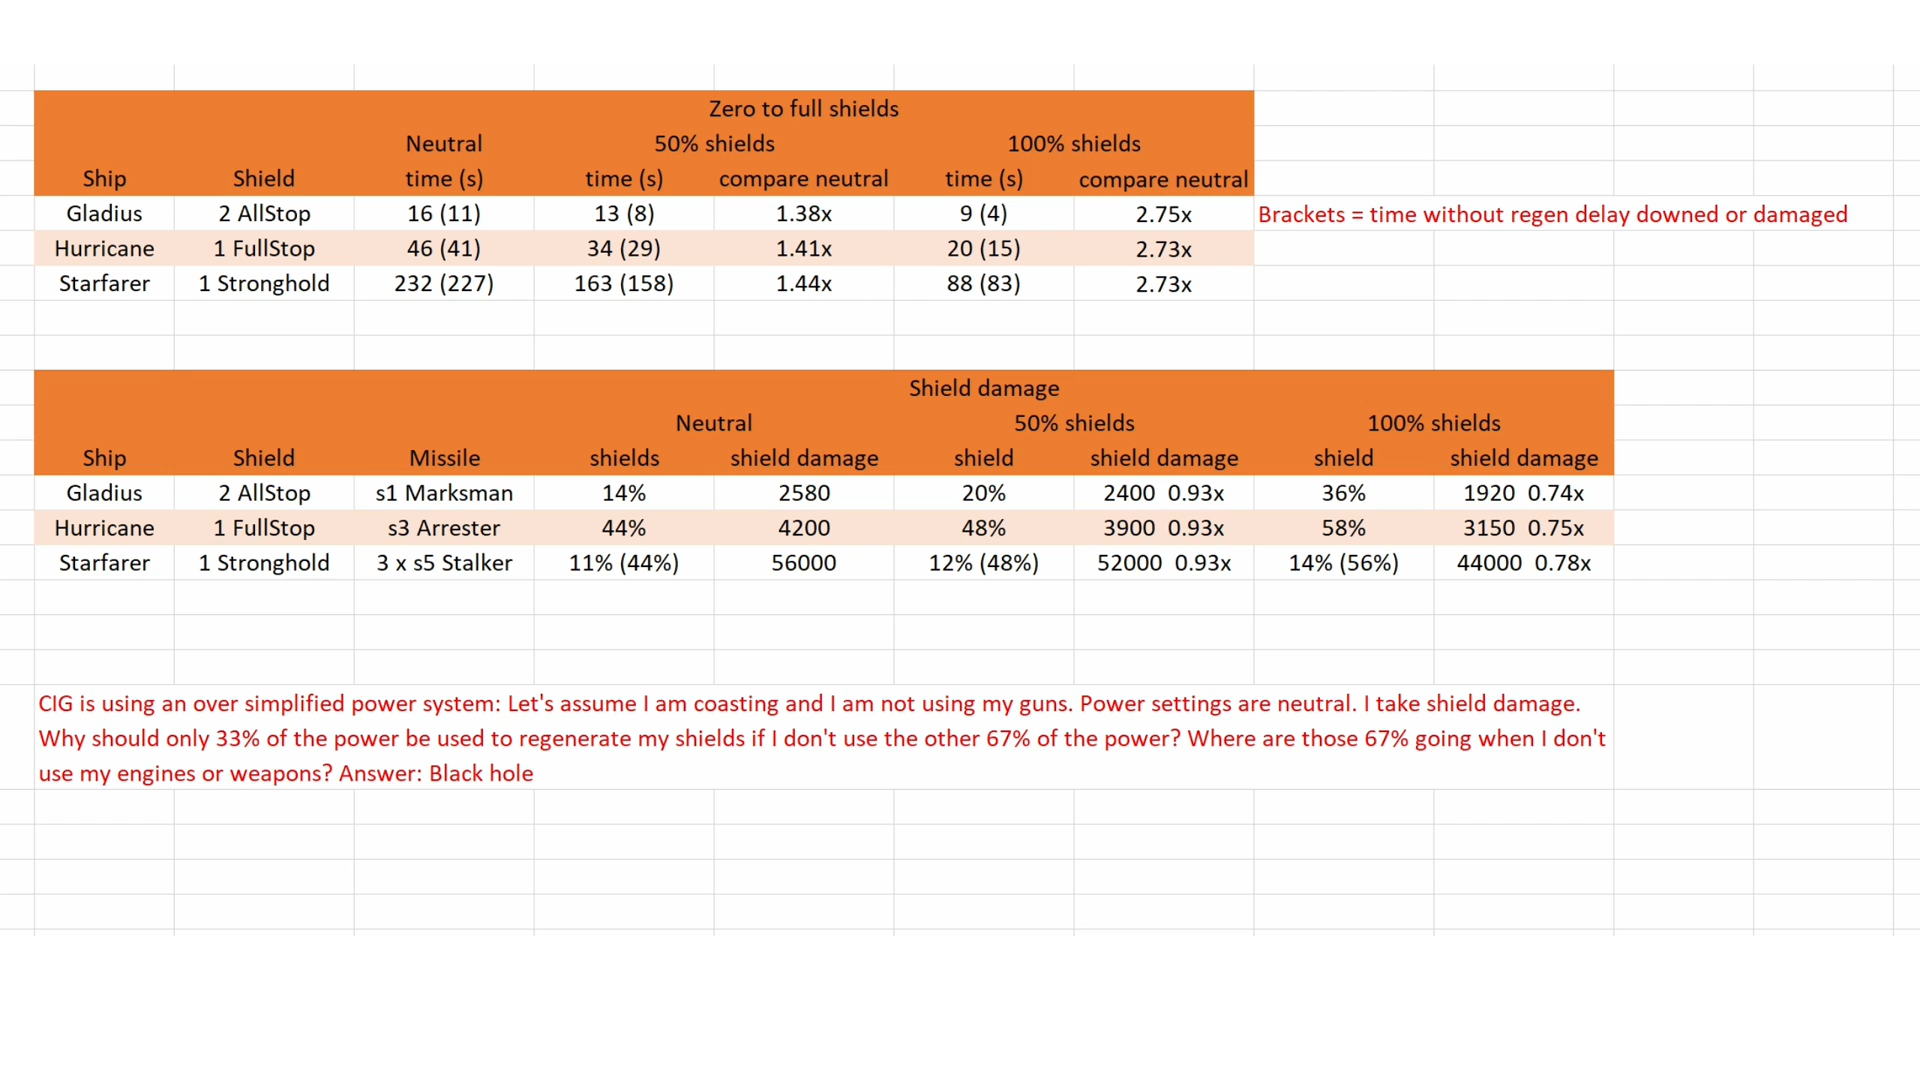 Zero to full shields
Neutral 50% shields 100% shields
Ship Shield time (s) time (s) compare neutral time (s) compare neutral
Gladius 2 AllStop 16 (11) 13 (8) 1.38x 9 (4) 2.75x Brackets = time without regen delay downed or damaged
Hurricane 1 FullStop 46 (41) 34 (29) 1.41x 20 (15) 2.73x
Starfarer 1 Stronghold 232 (227) 163 (158) 1.44x 88 (83) 2.73x
Shield damage
Neutral 50% shields 100% shields
Ship Shield Missile shields shield damage shield shield damage shield shield damage
Gladius 2 AllStop s1 Marksman 14% 2580 20% 2400 0.93x 36% 1920 0.74x
Hurricane 1 FullStop s3 Arrester 44% 4200 48% 3900 0.93x 58% 3150 0.75x
Starfarer 1 Stronghold 3 x s5 Stalker 11% (44%) 56000 12% (48%) 52000 0.93x 14% (56%) 44000 0.78x
CIG is using an over simplified power system: Let's assume I am coasting and I am not using my guns. Power settings are neutral. I take shield damage.
Why should only 33% of the power be used to regenerate my shields if I don't use the other 67% of the power? Where are those 67% going when I don't
use my engines or weapons? Answer: Black hole